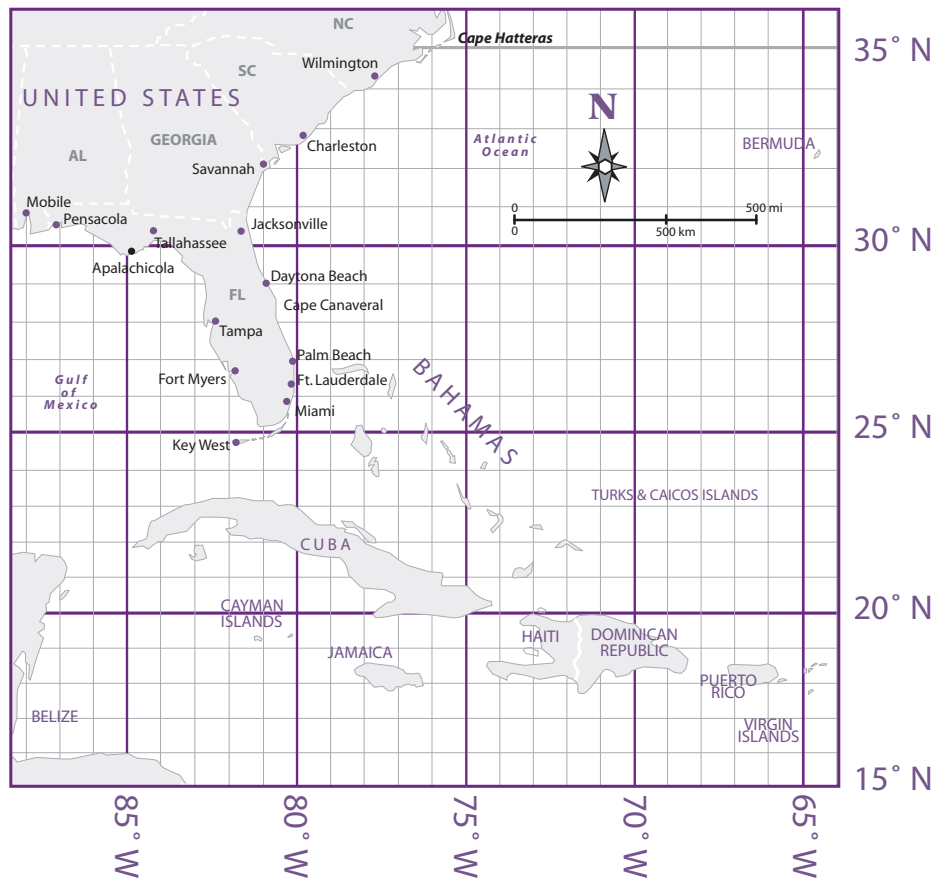 NC
Cape Hatteras
35° N
Wilmington
SC
UNITED STATES
N
GEORGIA
Atlantic
Ocean
BERMUDA
Charleston
AL
Savannah
Mobile
Pensacola
Jacksonville
0 500 mi
0 500 km
Tallahassee
30° N
Apalachicola
Daytona Beach
FL
Cape Canaveral
Tampa
Palm Beach
Fort Myers
Ft. Lauderdale
Gulf
of
Mexico
BAHAMAS
Miami
Key West
25° N
TURKS & CAICOS ISLANDS
CUBA
CAYMAN
ISLANDS
20° N
HAITI
DOMINICAN
REPUBLIC
JAMAICA
PUERTO
RICO
BELIZE
VIRGIN
ISLANDS
15° N
85° W
80° W
75° W
70° W
65° W